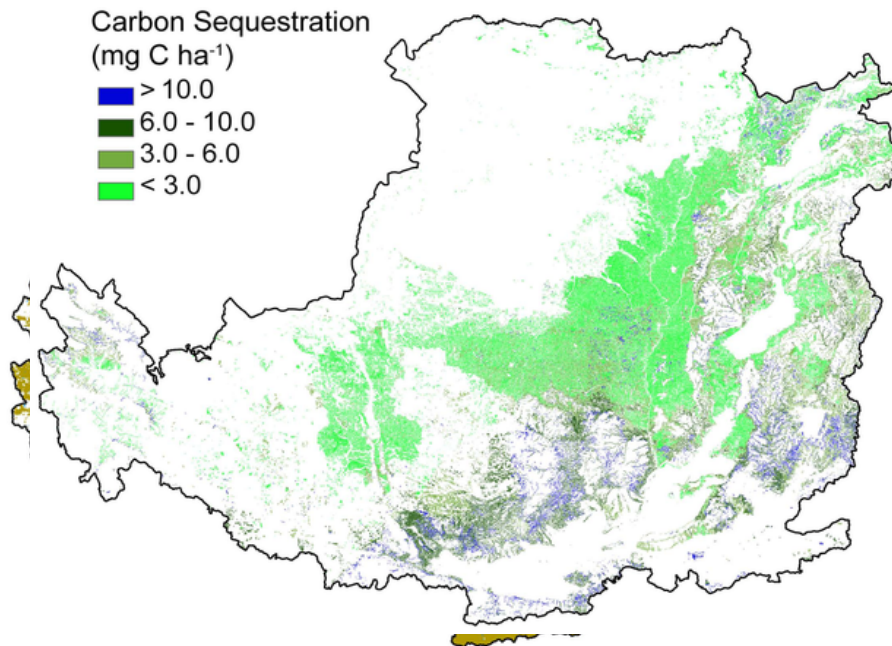 Carbon Sequestration
(mg C ha⁻¹)
> 10.0
6.0 - 10.0
3.0 - 6.0
< 3.0